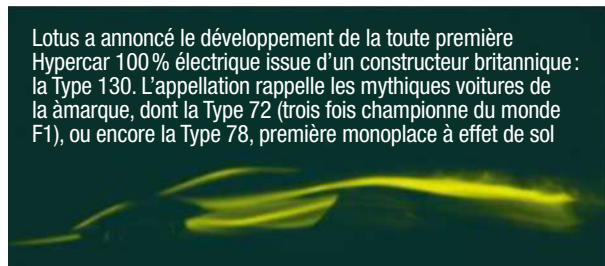 Lotus a annoncé le développement de la toute première
Hypercar 100 % électrique issue d’un constructeur britannique :
la Type 130. L’appellation rappelle les mythiques voitures de
la àmarque, dont la Type 72 (trois fois championne du monde
F1), ou encore la Type 78, première monoplace à effet de sol